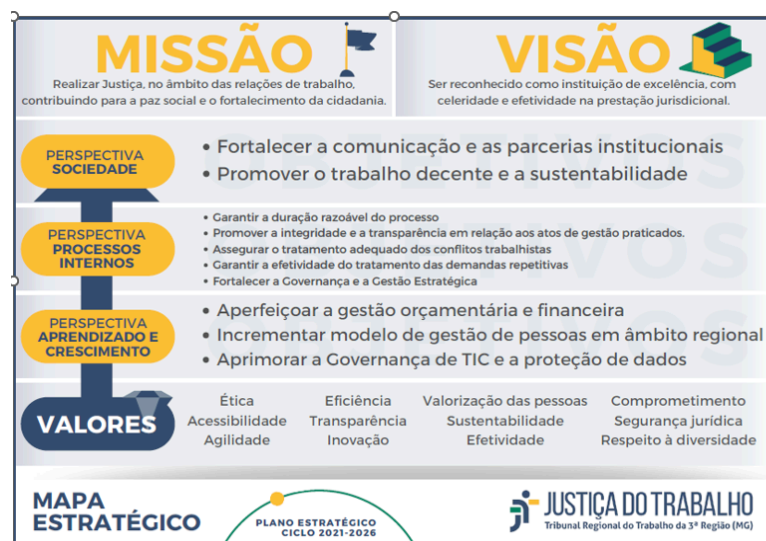 MISSÃO
Realizar Justiça, no âmbito das relações de trabalho,
contribuindo para a paz social e o fortalecimento da cidadania.
VISÃO
Ser reconhecido como instituição de excelência, com
celeridade e efetividade na prestação jurisdicional.
OBJETIVOS
PERSPECTIVA
SOCIEDADE
• Fortalecer a comunicação e as parcerias institucionais
• Promover o trabalho decente e a sustentabilidade
OBJETIVOS
PERSPECTIVA
PROCESSOS
INTERNOS
• Garantir a duração razoável do processo
• Promover a integridade e a transparência em relação aos atos de gestão praticados.
• Assegurar o tratamento adequado dos conflitos trabalhistas
• Garantir a efetividade do tratamento das demandas repetitivas
• Fortalecer a Governança e a Gestão Estratégica
OBJETIVOS
PERSPECTIVA
APRENDIZADO E
CRESCIMENTO
• Aperfeiçoar a gestão orçamentária e financeira
• Incrementar modelo de gestão de pessoas em âmbito regional
• Aprimorar a Governança de TIC e a proteção de dados
VALORES
Ética Eficiência Valorização das pessoas Comprometimento
Acessibilidade Transparência Sustentabilidade Segurança jurídica
Agilidade Inovação Efetividade Respeito à diversidade
MAPA
ESTRATÉGICO
PLANO ESTRATÉGICO
CICLO 2021-2026
JUSTIÇA DO TRABALHO
Tribunal Regional do Trabalho da 3ª Região (MG)